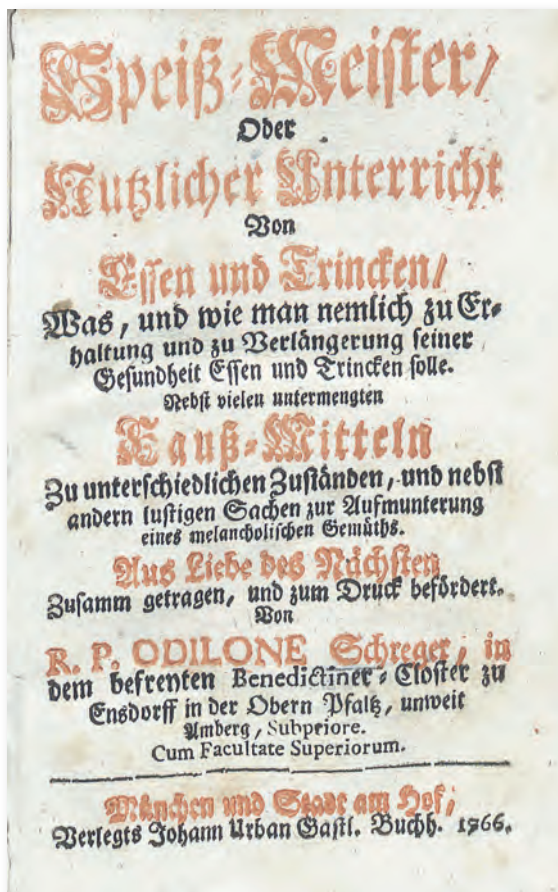 Speiß-Meister/
Oder
Nutzlicher Unterricht
Von
Essen und Trincken/
Was, und wie man nemlich zu Er-
haltung und zu Verlängerung seiner
Gesundheit Essen und Trincken solle.
Nebst vielen untermengten
Hauß-Mitteln
Zu unterschiedlichen Zuständen, und nebst
andern lustigen Sachen zur Aufmunterung
eines melancholischen Gemüths.
Aus Liebe des Nächsten
Zusamm getragen, und zum Druck befördert.
Von
R. P. ODILONE Schreger, in
dem befreyten Benedictiner-Closter zu
Ensdorff in der Obern Pfaltz, unweit
Amberg, Subpriore.
Cum Facultate Superiorum.
München und Stadt am Hof,
Verlegts Johann Urban Gastl. Buchh. 1766.